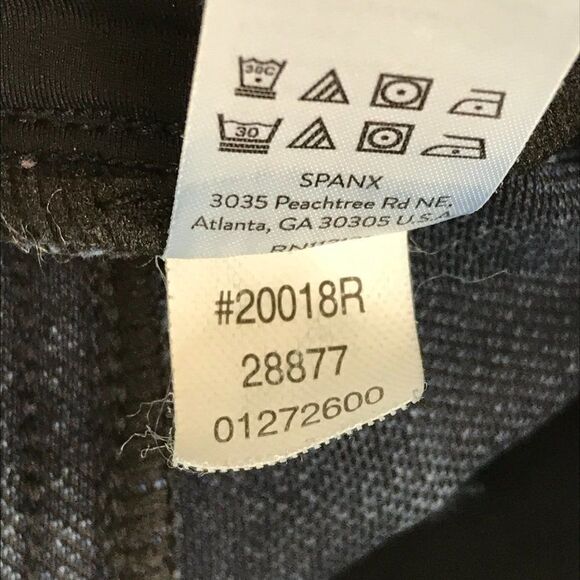 30C
30
SPANX
3035 Peachtree Rd NE.
Atlanta, GA 30305 U.S.A
#20018R
28877
01272600